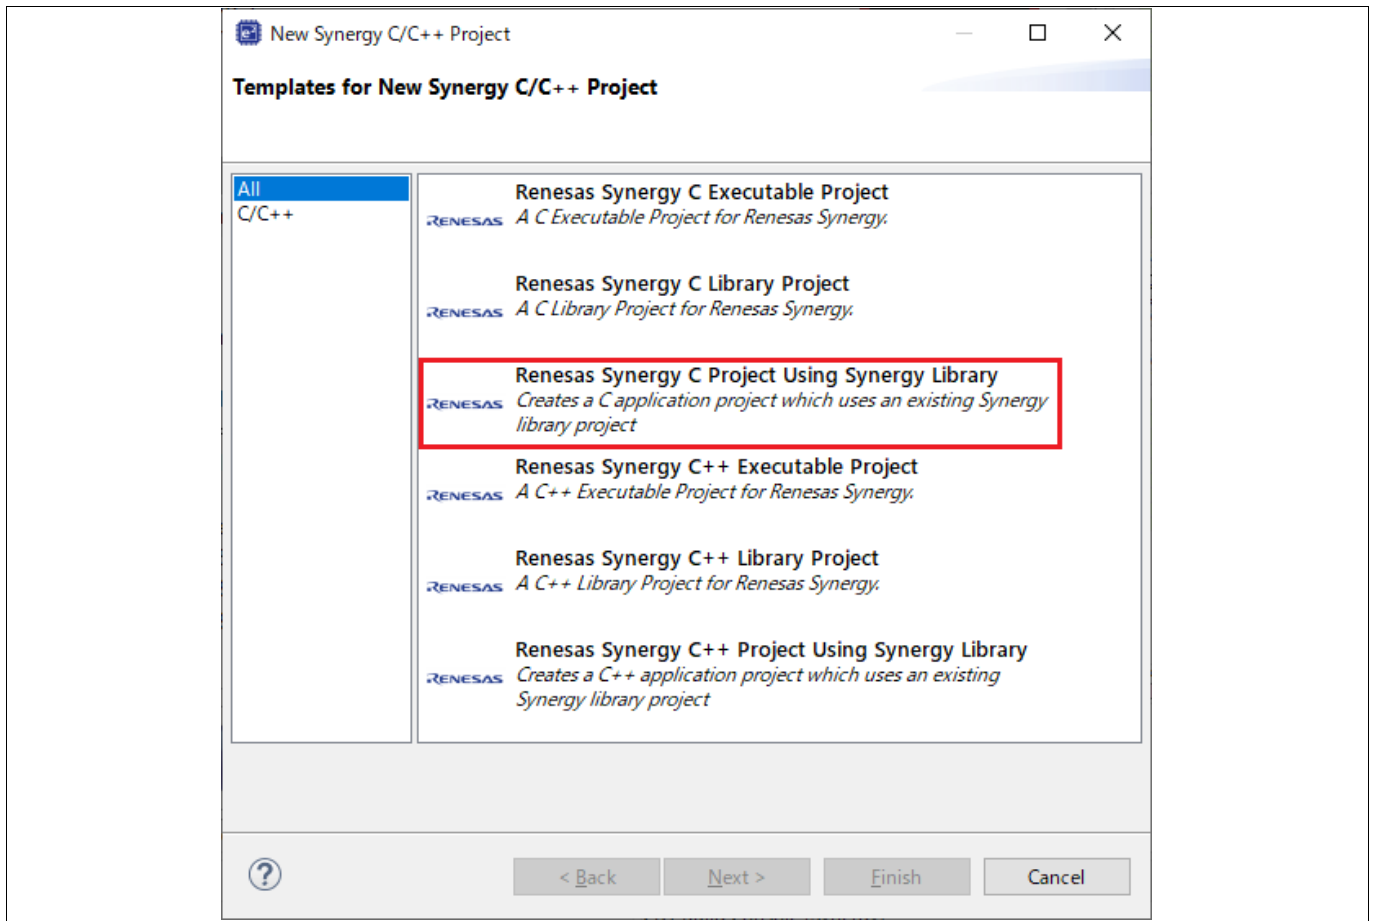 New Synergy C/C++ Project
Templates for New Synergy C/C++ Project
All
C/C++
Renesas Synergy C Executable Project
RENESAS A C Executable Project for Renesas Synergy.
Renesas Synergy C Library Project
RENESAS A C Library Project for Renesas Synergy.
Renesas Synergy C Project Using Synergy Library
RENESAS Creates a C application project which uses an existing Synergy
library project
Renesas Synergy C++ Executable Project
RENESAS A C++ Executable Project for Renesas Synergy.
Renesas Synergy C++ Library Project
RENESAS A C++ Library Project for Renesas Synergy.
Renesas Synergy C++ Project Using Synergy Library
RENESAS Creates a C++ application project which uses an existing
Synergy library project
? < Back Next > Finish Cancel